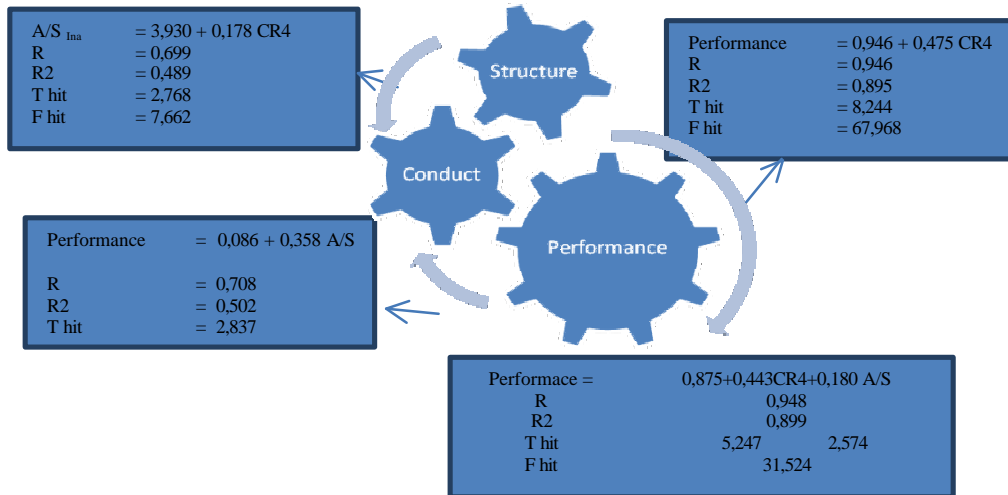 A/S Ina = 3,930 + 0,178 CR4
R = 0,699
R2 = 0,489
T hit = 2,768
F hit = 7,662
Structure
Performance = 0,946 + 0,475 CR4
R = 0,946
R2 = 0,895
T hit = 8,244
F hit = 67,968
Conduct
Performance
Performance = 0,086 + 0,358 A/S
R = 0,708
R2 = 0,502
T hit = 2,837
Performace = 0,875+0,443CR4+0,180 A/S
R 0,948
R2 0,899
T hit 5,247 2,574
F hit 31,524